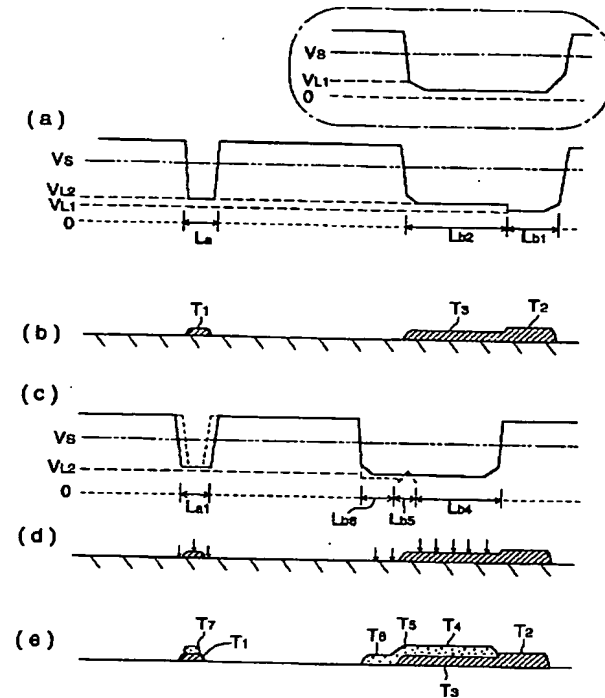 Vs
VL1
0
(a)
Vs
VL2
VL1
0
La
Lb2
Lb1
(b)
T1
T3
T2
(c)
Vs
VL2
0
La1
Lb6
Lb5
Lb4
(d)
(e)
T7
T1
T6
T5
T4
T2
T3